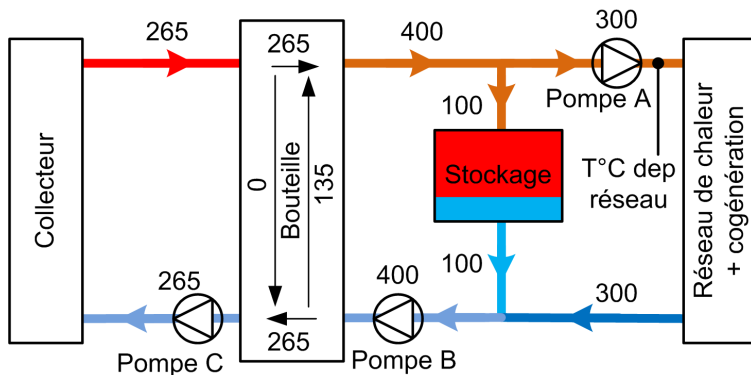 265
400
300
265
Pompe A
100
Collecteur
0
Bouteille
135
Stockage
T°C dep
réseau
Réseau de chaleur
+ cogénération
265
400
100
300
265
Pompe C
Pompe B